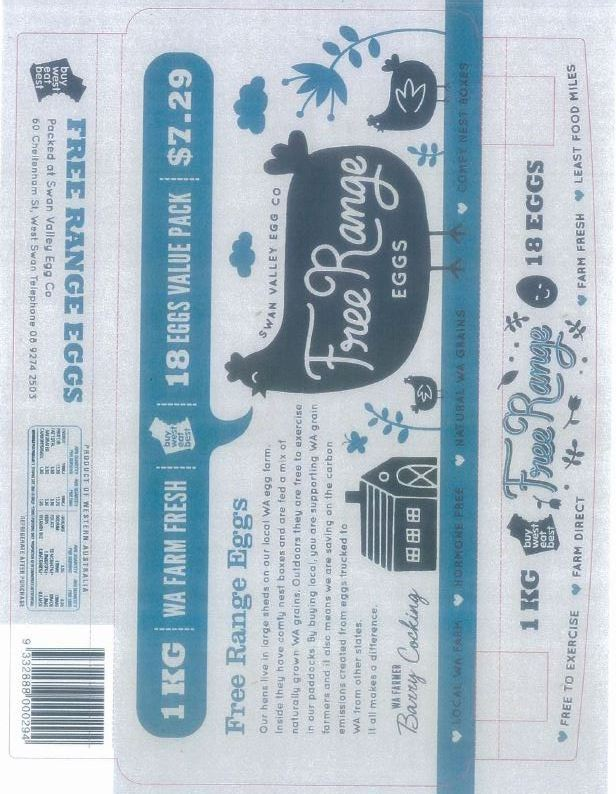 FREE RANGE EGGS
Packed at Swan Valley Egg Co
60 Cheltenham St, West Swan Telephone 08 9274 2503
buy
west
eat
best
PRODUCT OF WESTERN AUSTRALIA
REFRIGERATE AFTER PURCHASE
9 332688 000294
1 KG WA FARM FRESH buy west eat best 18 EGGS VALUE PACK $7.29
Free Range Eggs
Our hens live in large sheds on our local WA egg farm.
Inside they have comfy nest boxes and are fed a mix of
naturally grown WA grains. Outdoors they are free to exercise
in our paddocks. By buying local, you are supporting WA grain
farmers and it also means we are saving on the carbon
emissions created from eggs trucked to
WA from other states.
It all makes a difference.
WA FARMER
Barry Cocking
SWAN VALLEY EGG CO
Free Range
EGGS
LOCAL WA FARM HORMONE FREE NATURAL WA GRAINS COMFY NEST BOXES
1 KG
buy
west
eat
best
Free Range
18 EGGS
FREE TO EXERCISE FARM DIRECT FARM FRESH LEAST FOOD MILES